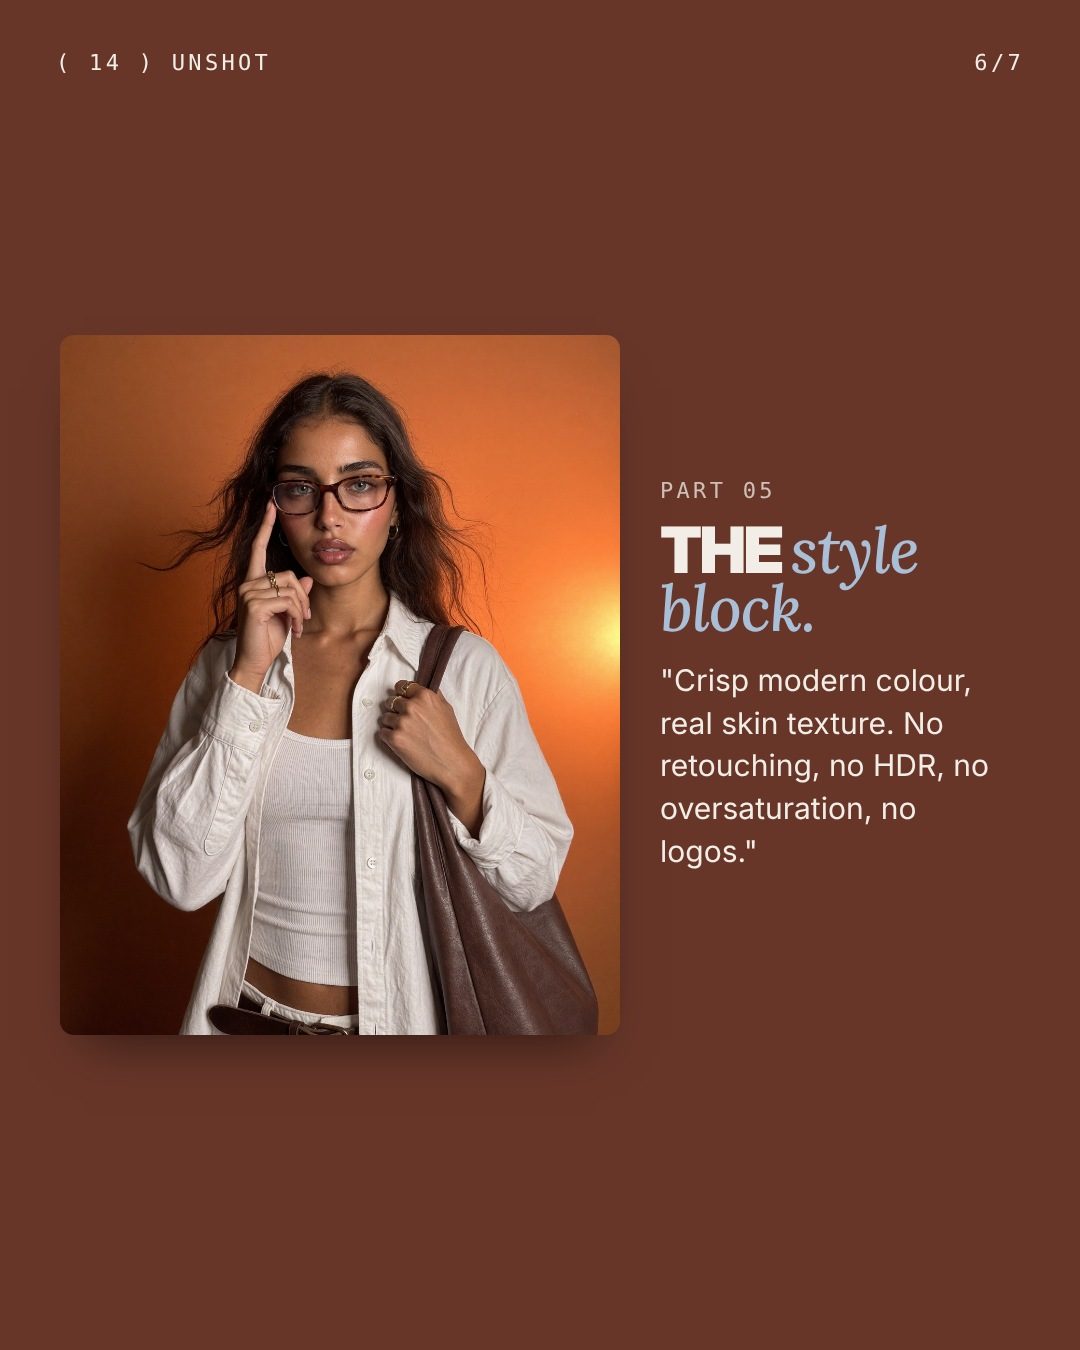 ( 14 ) UNSHOT
6/7
PART 05
THE style
block.
"Crisp modern colour,
real skin texture. No
retouching, no HDR, no
oversaturation, no
logos."